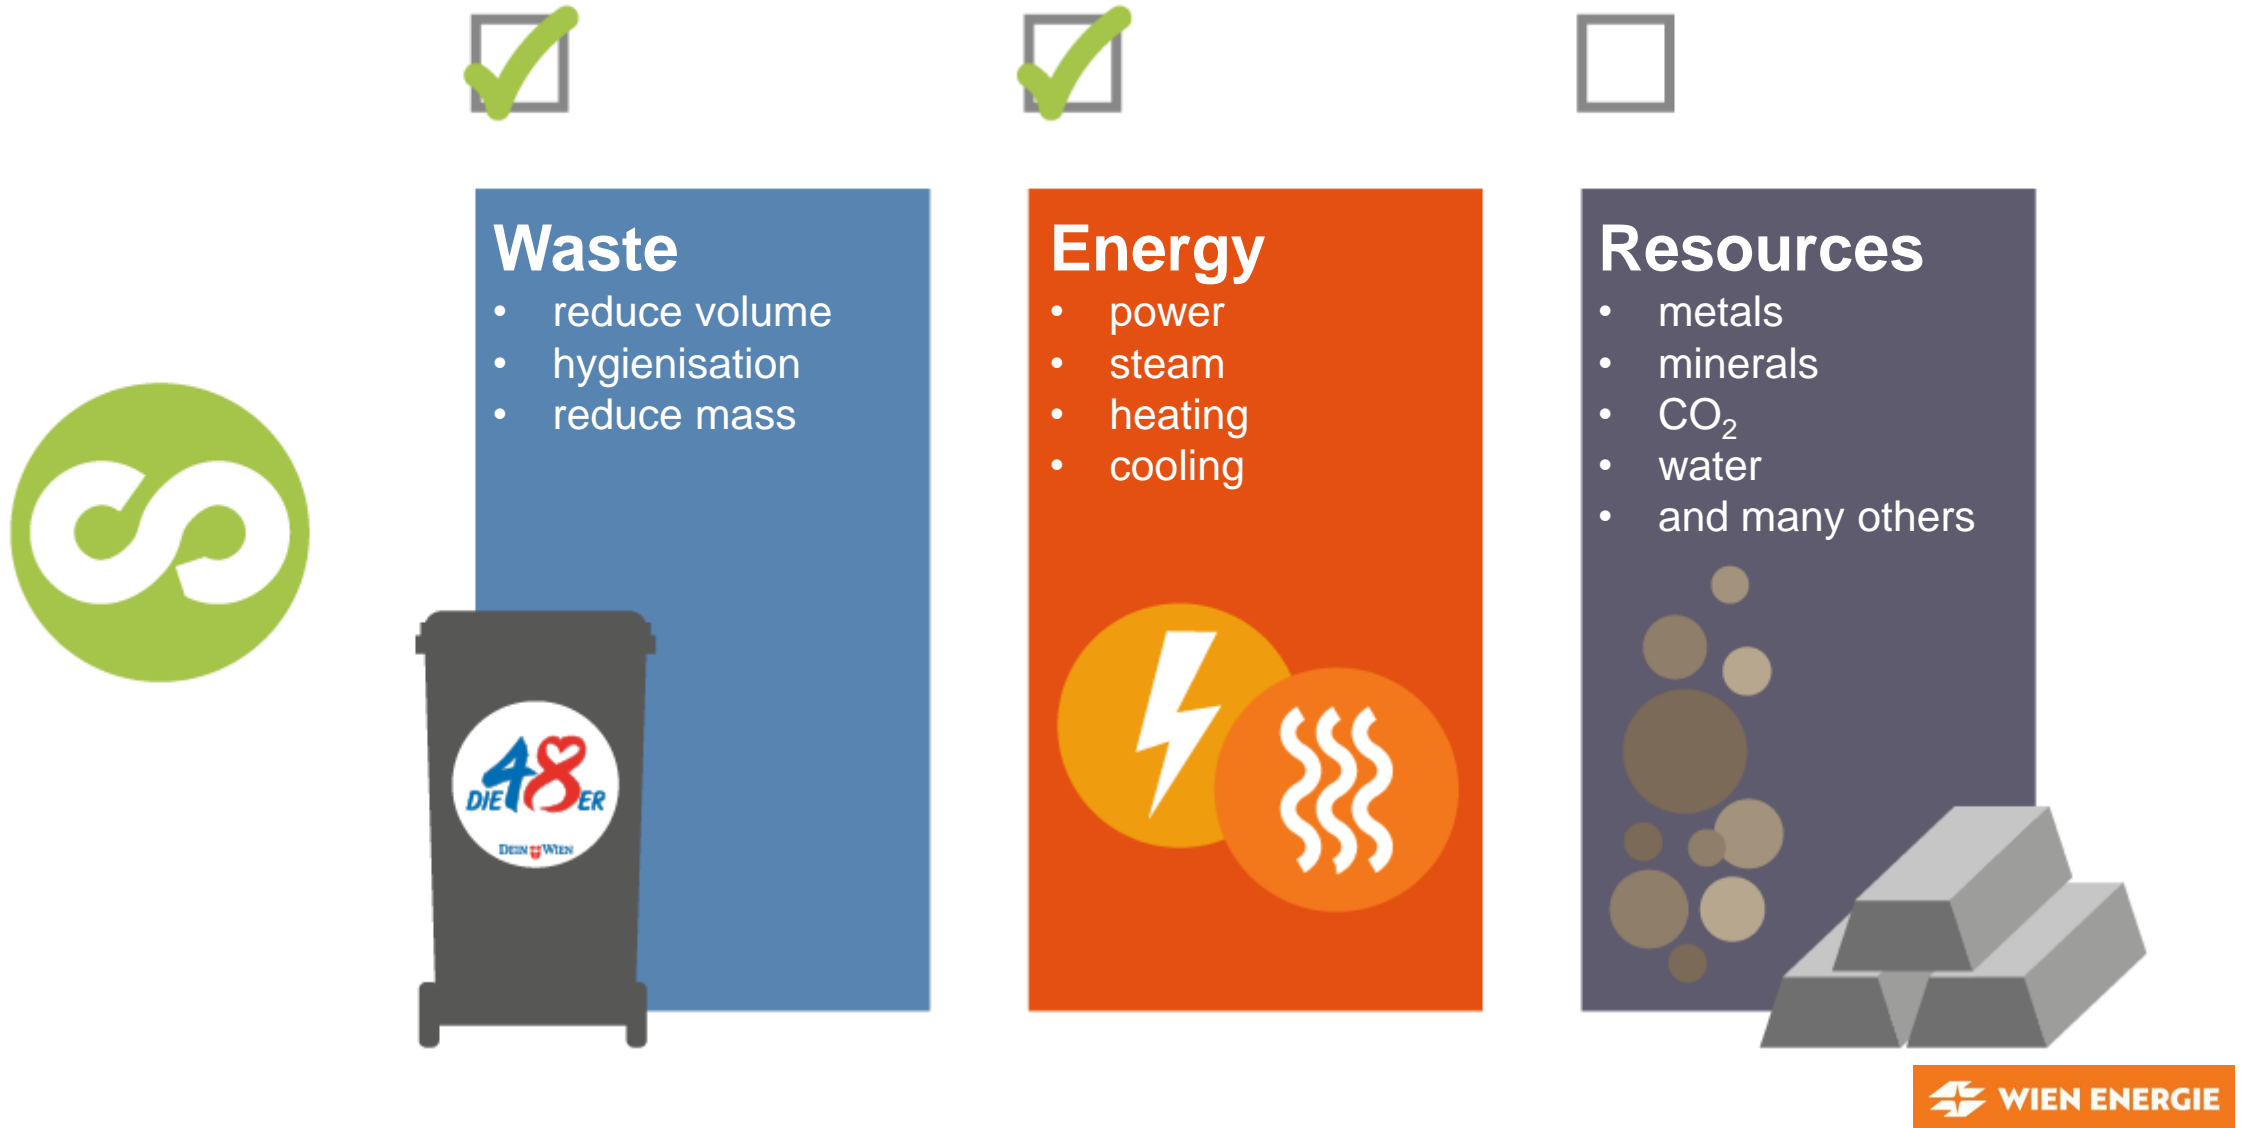 Waste
• reduce volume
• hygienisation
• reduce mass
DIE 48ER
DEIN WIEN
Energy
• power
• steam
• heating
• cooling
Resources
• metals
• minerals
• CO₂
• water
• and many others
WIEN ENERGIE